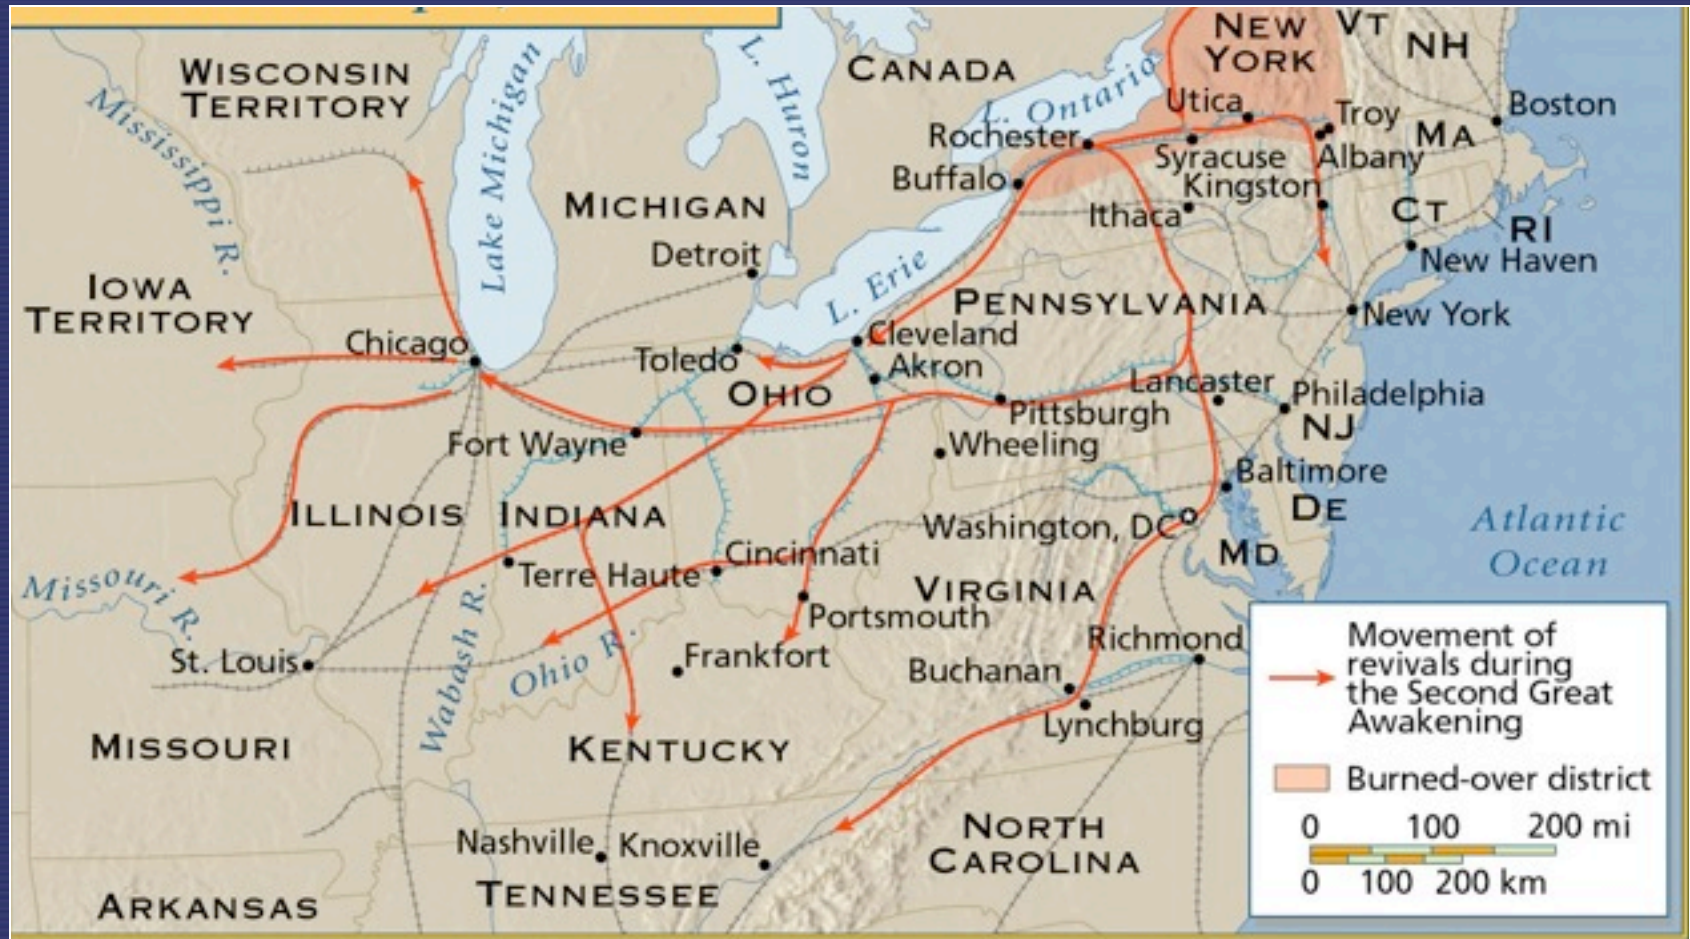 WISCONSIN
TERRITORY
Mississippi R.
Lake Michigan
L. Huron
CANADA
L. Ontario
NEW
YORK
VT
NH
Utica
Troy
Boston
Rochester
MA
Syracuse
Albany
Buffalo
Kingston
MICHIGAN
Ithaca
CT
RI
Detroit
New Haven
IOWA
TERRITORY
L. Erie
PENNSYLVANIA
New York
Chicago
Cleveland
Toledo
Akron
OHIO
Lancaster
Philadelphia
Pittsburgh
NJ
Fort Wayne
Wheeling
Baltimore
ILLINOIS
INDIANA
DE
Washington, DC
Atlantic
Ocean
MD
Cincinnati
Terre Haute
Missouri R.
VIRGINIA
Portsmouth
Richmond
Wabash R.
Ohio R.
St. Louis
Frankfort
Buchanan
Lynchburg
MISSOURI
KENTUCKY
Nashville
Knoxville
NORTH
CAROLINA
TENNESSEE
ARKANSAS
Movement of
revivals during
the Second Great
Awakening
Burned-over district
0 100 200 mi
0 100 200 km